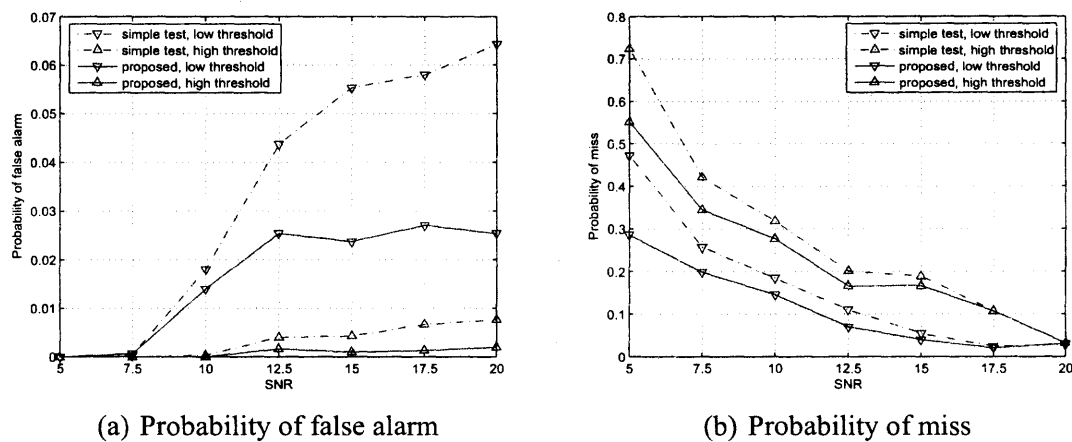 0.07
0.06
0.05
0.04
0.03
0.02
0.01
0
Probability of false alarm
simple test, low threshold
simple test, high threshold
proposed, low threshold
proposed, high threshold
5 7.5 10 12.5 15 17.5 20
SNR
(a) Probability of false alarm
0.8
0.7
0.6
0.5
0.4
0.3
0.2
0.1
0
Probability of miss
simple test, low threshold
simple test, high threshold
proposed, low threshold
proposed, high threshold
5 7.5 10 12.5 15 17.5 20
SNR
(b) Probability of miss